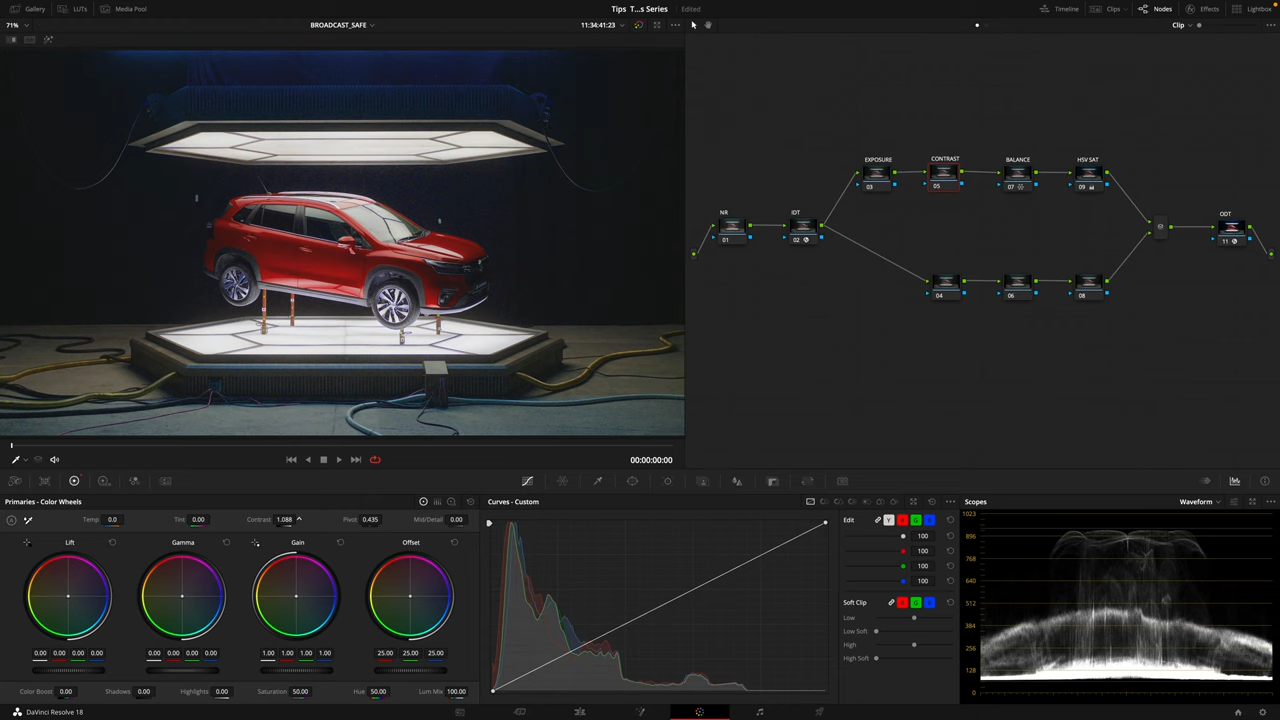 Gallery LUTs Media Pool Tips T...s Series Edited Timeline Clips Nodes Effects Lightbox
71% BROADCAST_SAFE 11:34:41:23 Clip
EXPOSURE CONTRAST BALANCE HSV SAT
03 05 07 09
NR IDT ODT
01 02 11
04 06 08
00:00:00:00
Primaries - Color Wheels Curves - Custom Scopes Waveform
Temp 0.0 Tint 0.00 Contrast 1.088 Pivot 0.435 Mid/Detail 0.00
Lift Gamma Gain Offset
0.00 0.00 0.00 0.00 0.00 0.00 0.00 0.00 1.00 1.00 1.00 1.00 25.00 25.00 25.00
Color Boost 0.00 Shadows 0.00 Highlights 0.00 Saturation 50.00 Hue 50.00 Lum Mix 100.00
Edit Y R G B
100
100
100
100
Soft Clip R G B
Low
Low Soft
High
High Soft
1023
896
768
640
512
384
256
128
0
DaVinci Resolve 18